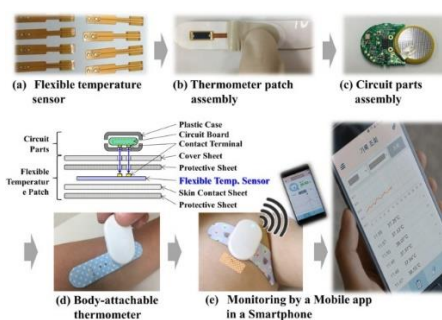 (a) Flexible temperature
sensor
(b) Thermometer patch
assembly
(c) Circuit parts
assembly
Circuit
Parts
Flexible
Temperatur
e Patch
Plastic Case
Circuit Board
Contact Terminal
Cover Sheet
Protective Sheet
Flexible Temp. Sensor
Skin Contact Sheet
Protective Sheet
(d) Body-attachable
thermometer
(e) Monitoring by a Mobile app
in a Smartphone